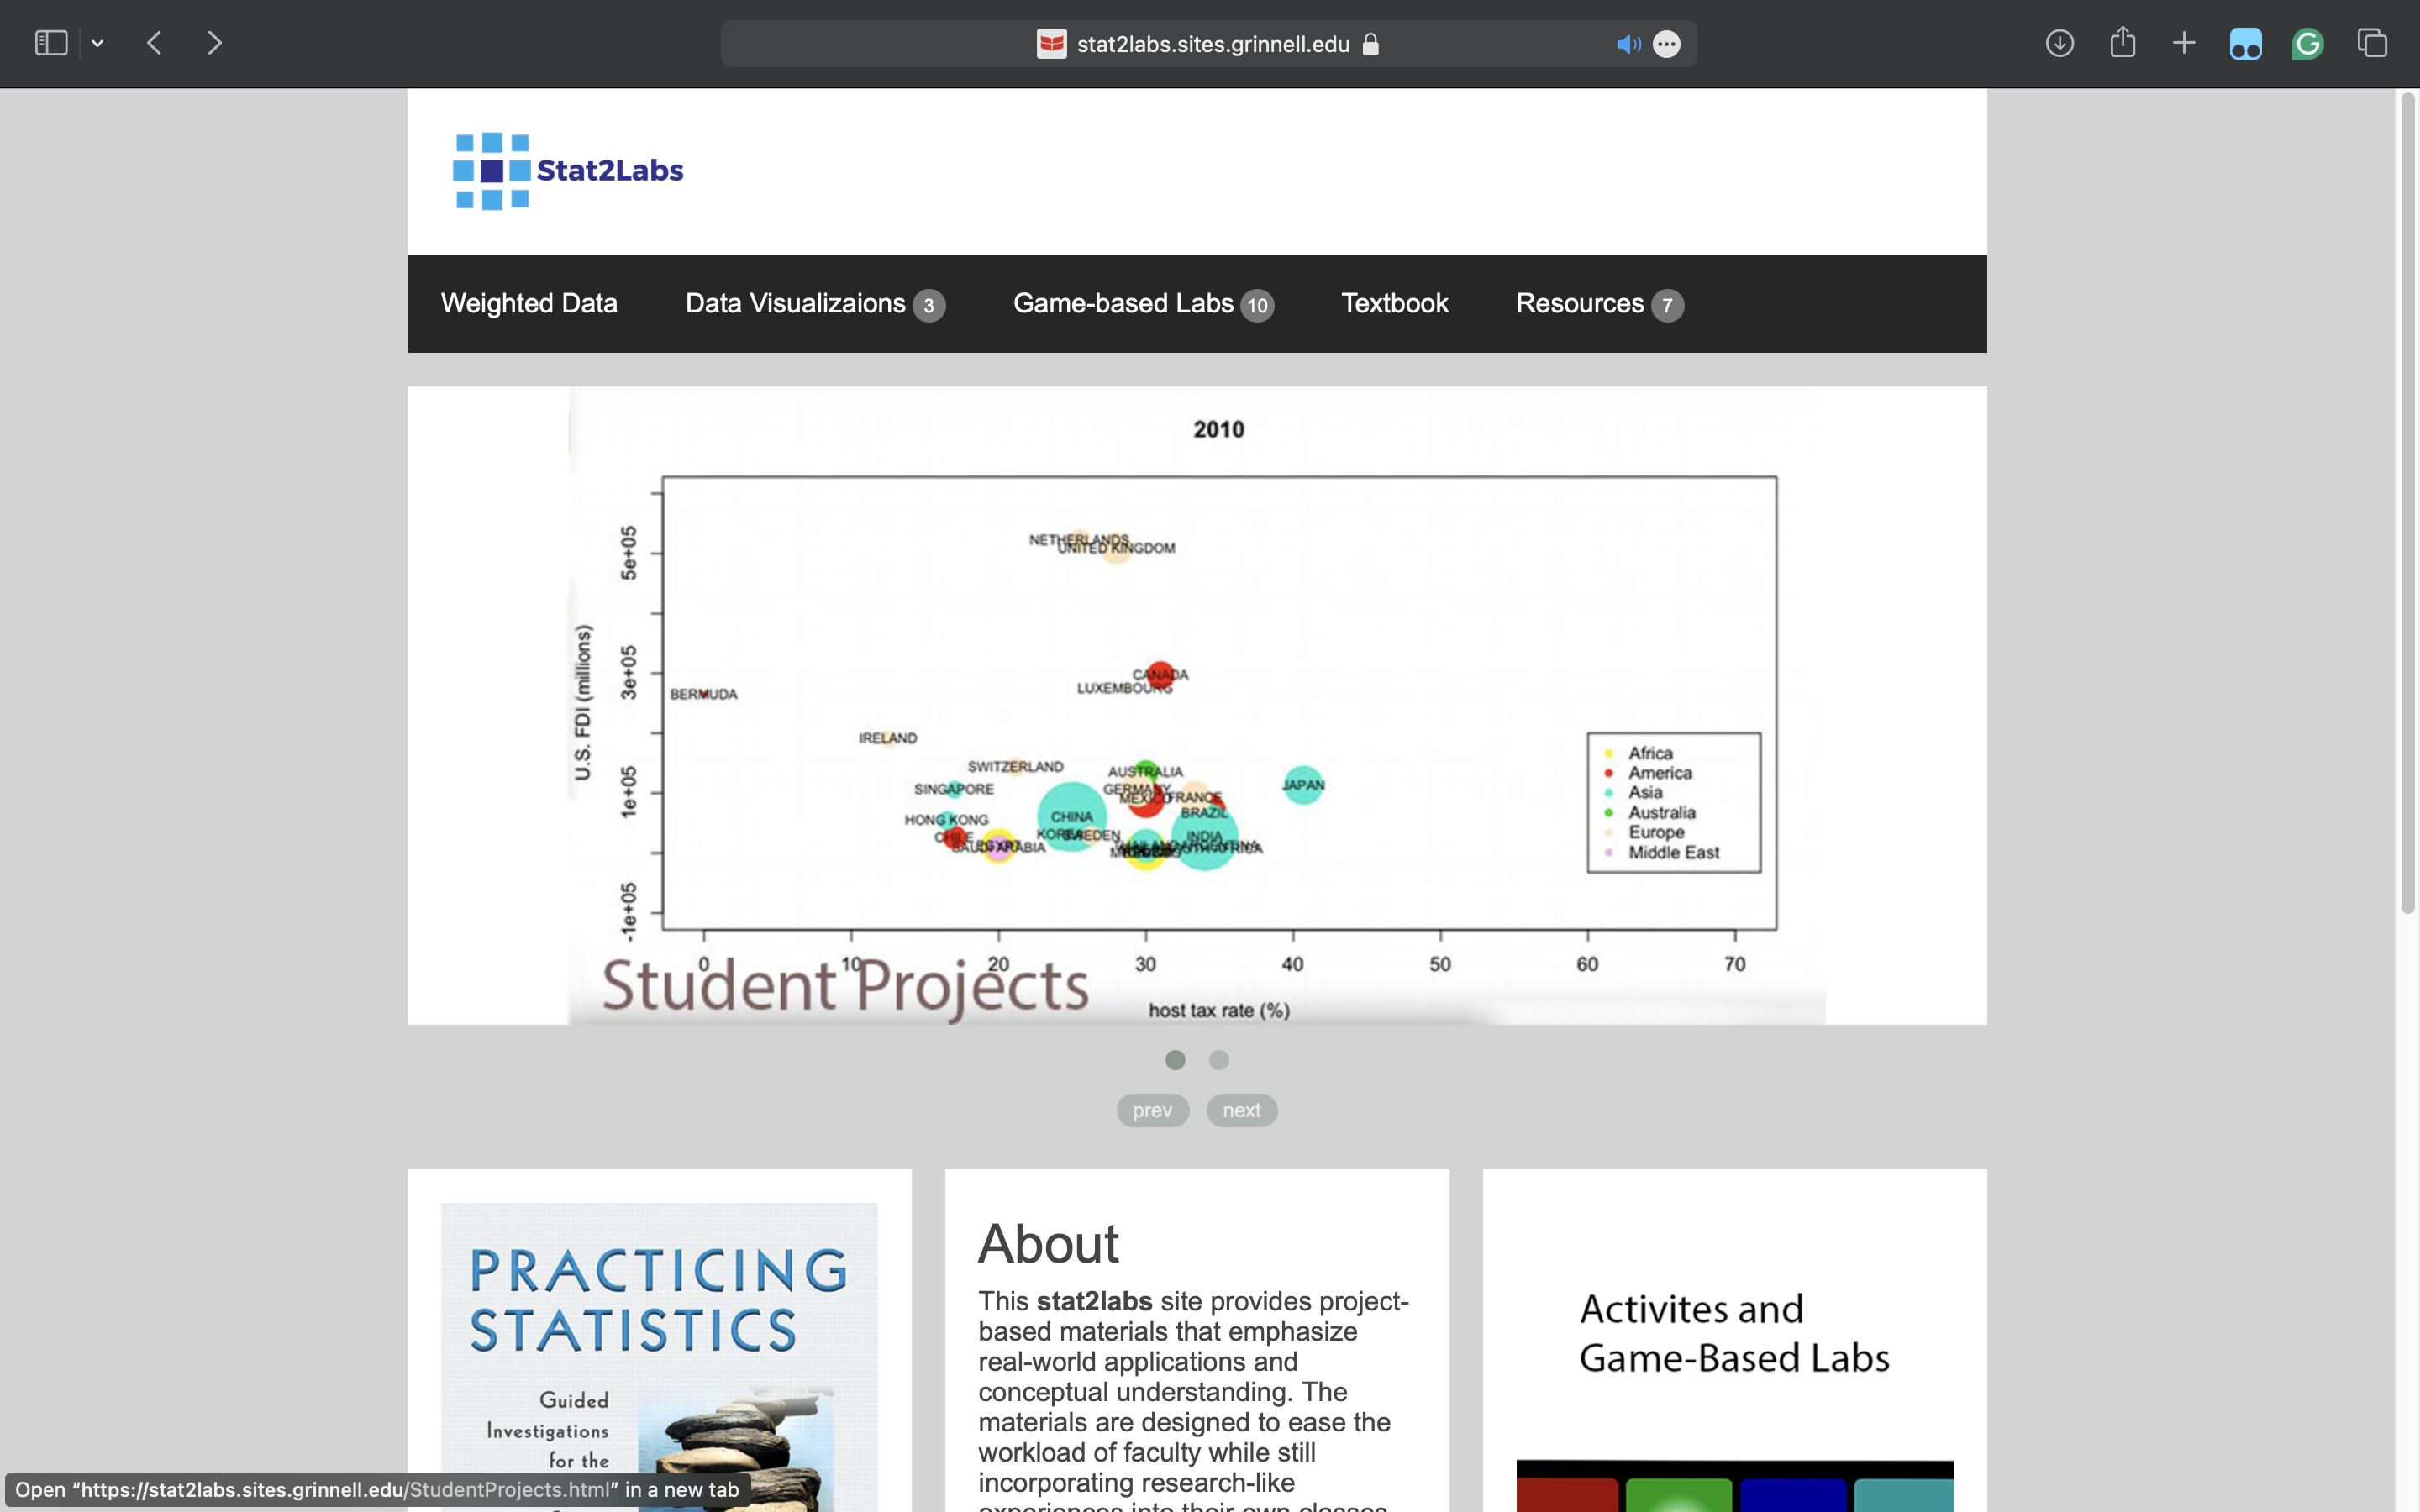 stat2labs.sites.grinnell.edu
Stat2Labs
Weighted Data Data Visualizaions 3 Game-based Labs 10 Textbook Resources 7
2010
U.S. FDI (millions)
5e+05
3e+05
1e+05
-1e+05
NETHERLANDS
UNITED KINGDOM
CANADA
LUXEMBOURG
BERMUDA
IRELAND
SWITZERLAND
AUSTRALIA
SINGAPORE
GERMANY
MEXICO
FRANCE
JAPAN
BRAZIL
HONG KONG
CHINA
CHILE
KOREA
SWEDEN
INDIA
SAUDI ARABIA
Africa
America
Asia
Australia
Europe
Middle East
0 10 20 30 40 50 60 70
Student Projects
host tax rate (%)
prev next
PRACTICING
STATISTICS
Guided
Investigations
for the
About
This stat2labs site provides project-
based materials that emphasize
real-world applications and
conceptual understanding. The
materials are designed to ease the
workload of faculty while still
incorporating research-like
experiences into their own classes
Activites and
Game-Based Labs
Open “https://stat2labs.sites.grinnell.edu/StudentProjects.html” in a new tab